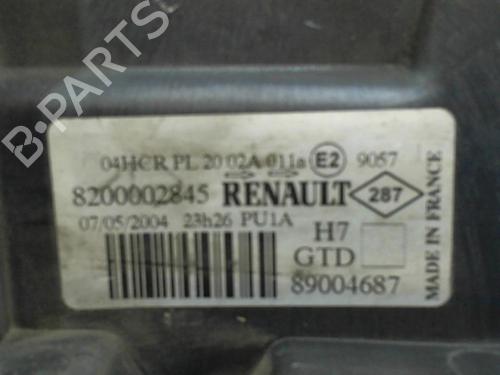 B-PARTS
04HCR PL 20 02A 011a E2 9057
8200002845 RENAULT 287
07/05/2004 23h26 PU1A
H7
GTD
89004687
MADE IN FRANCE